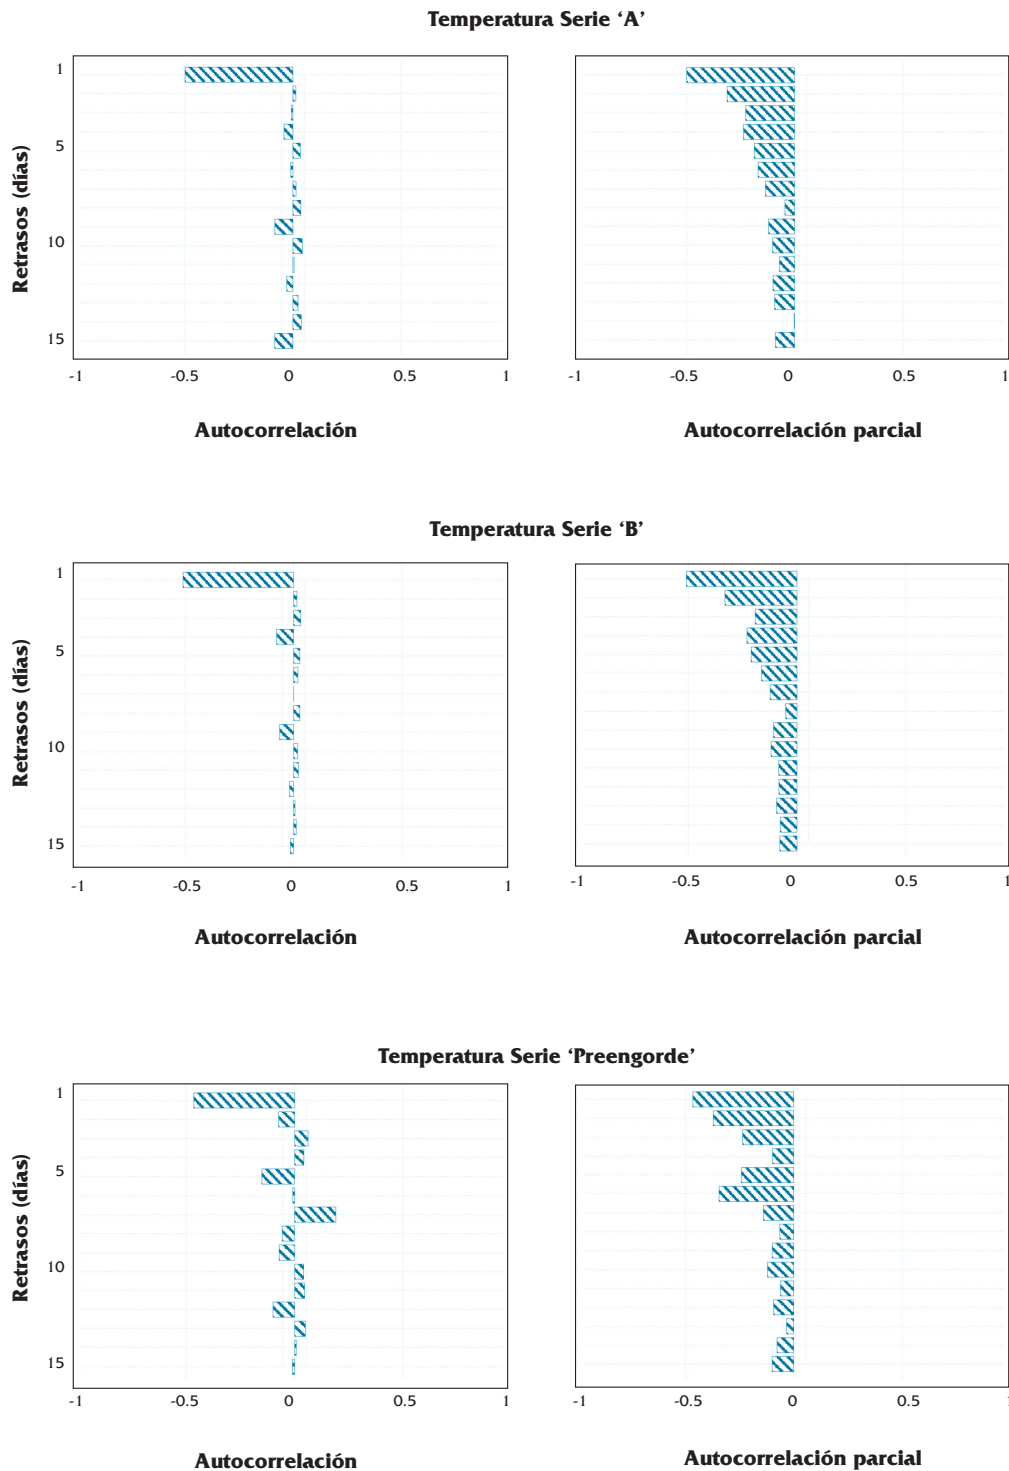 Temperatura Serie ‘A’
1
5
10
15
Retrasos (días)
-1 -0.5 0 0.5 1
-1 -0.5 0 0.5 1
Autocorrelación
Autocorrelación parcial
Temperatura Serie ‘B’
1
5
10
15
Retrasos (días)
-1 -0.5 0 0.5 1
-1 -0.5 0 0.5 1
Autocorrelación
Autocorrelación parcial
Temperatura Serie ‘Preengorde’
1
5
10
15
Retrasos (días)
-1 -0.5 0 0.5 1
-1 -0.5 0 0.5 1
Autocorrelación
Autocorrelación parcial